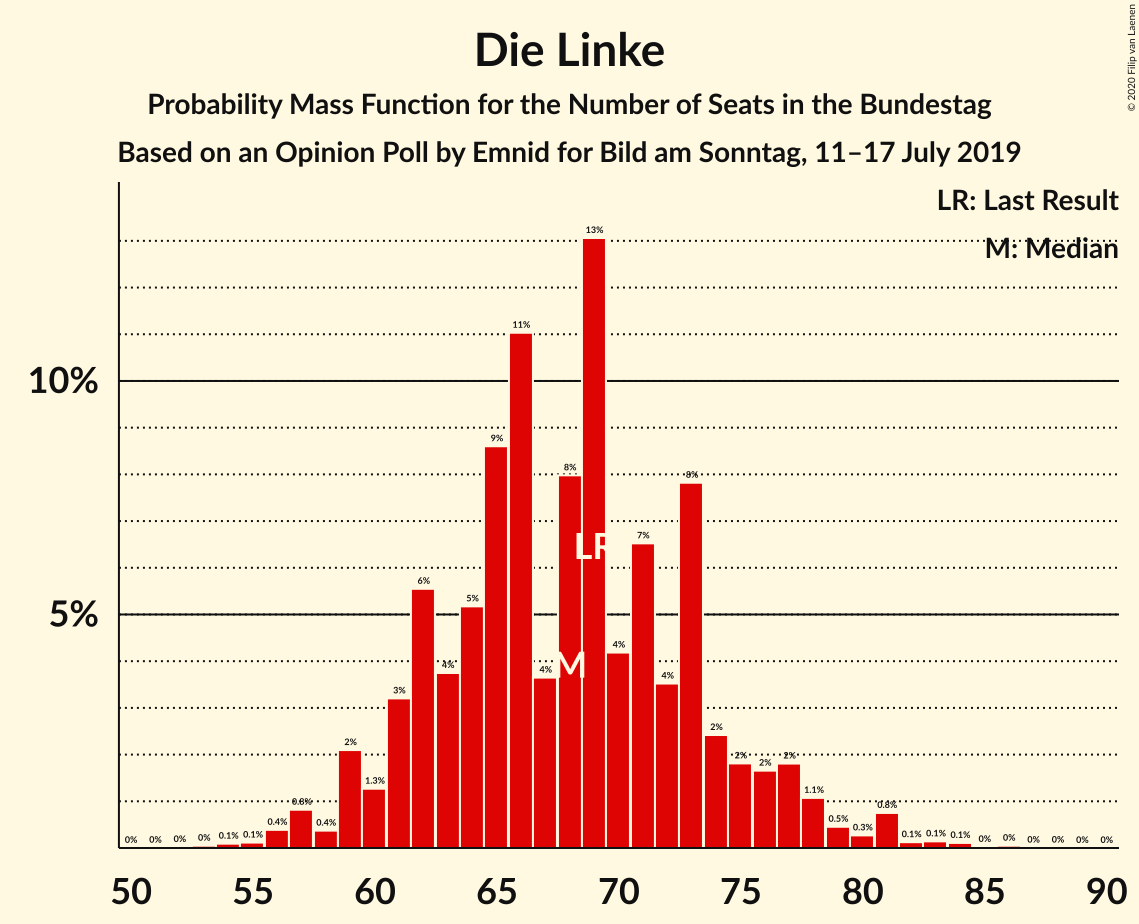 © 2020 Filip van Laenen
Die Linke
Probability Mass Function for the Number of Seats in the Bundestag
Based on an Opinion Poll by Emnid for Bild am Sonntag, 11–17 July 2019
LR: Last Result
M: Median
10%
5%
0% 0% 0% 0% 0.1% 0.1% 0.4% 0.8% 0.4% 2% 1.3% 3% 6% 4% 5% 9% 11% 4% 8% 13% 4% 7% 4% 8% 2% 2% 2% 2% 1.1% 0.5% 0.3% 0.8% 0.1% 0.1% 0.1% 0% 0% 0% 0% 0% 0%
LR
M
50 55 60 65 70 75 80 85 90